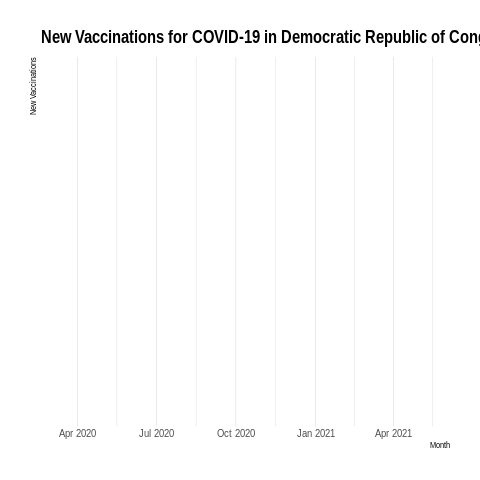 New Vaccinations for COVID-19 in Democratic Republic of Con
New Vaccinations
Apr 2020
Jul 2020
Oct 2020
Jan 2021
Apr 2021
Month